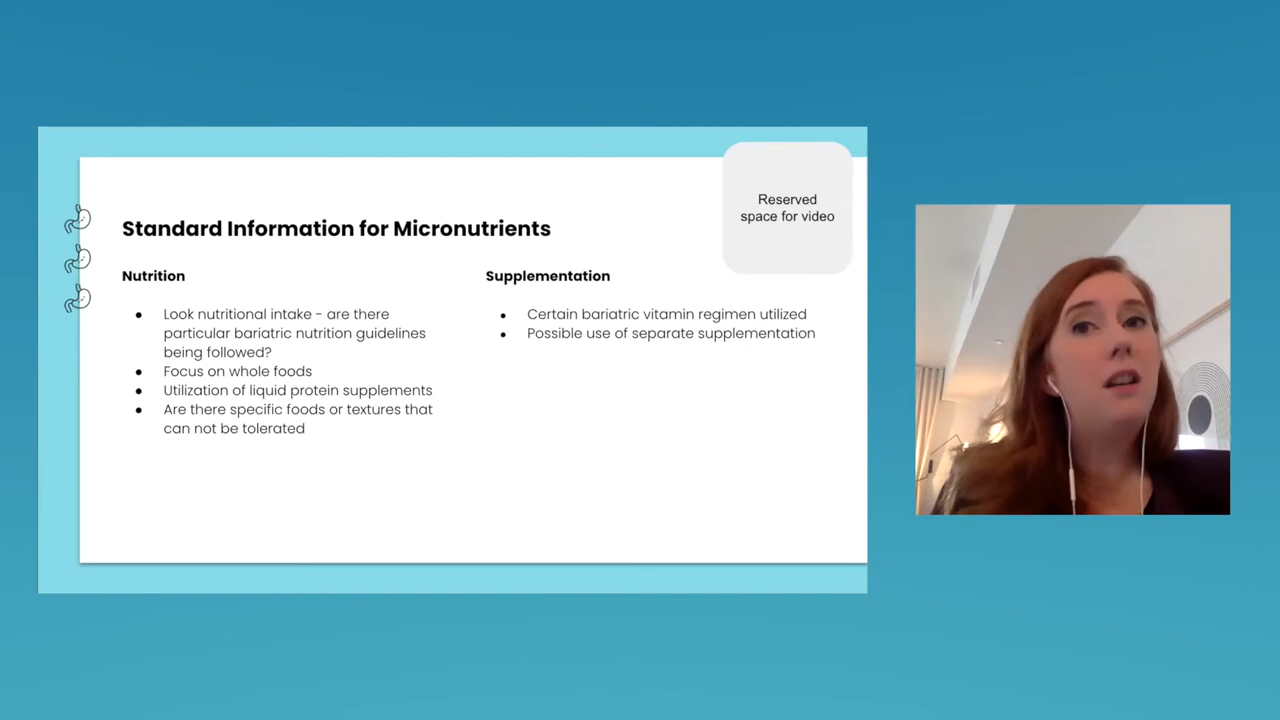 Reserved
space for video
Standard Information for Micronutrients
Nutrition
● Look nutritional intake - are there
particular bariatric nutrition guidelines
being followed?
● Focus on whole foods
● Utilization of liquid protein supplements
● Are there specific foods or textures that
can not be tolerated
Supplementation
● Certain bariatric vitamin regimen utilized
● Possible use of separate supplementation